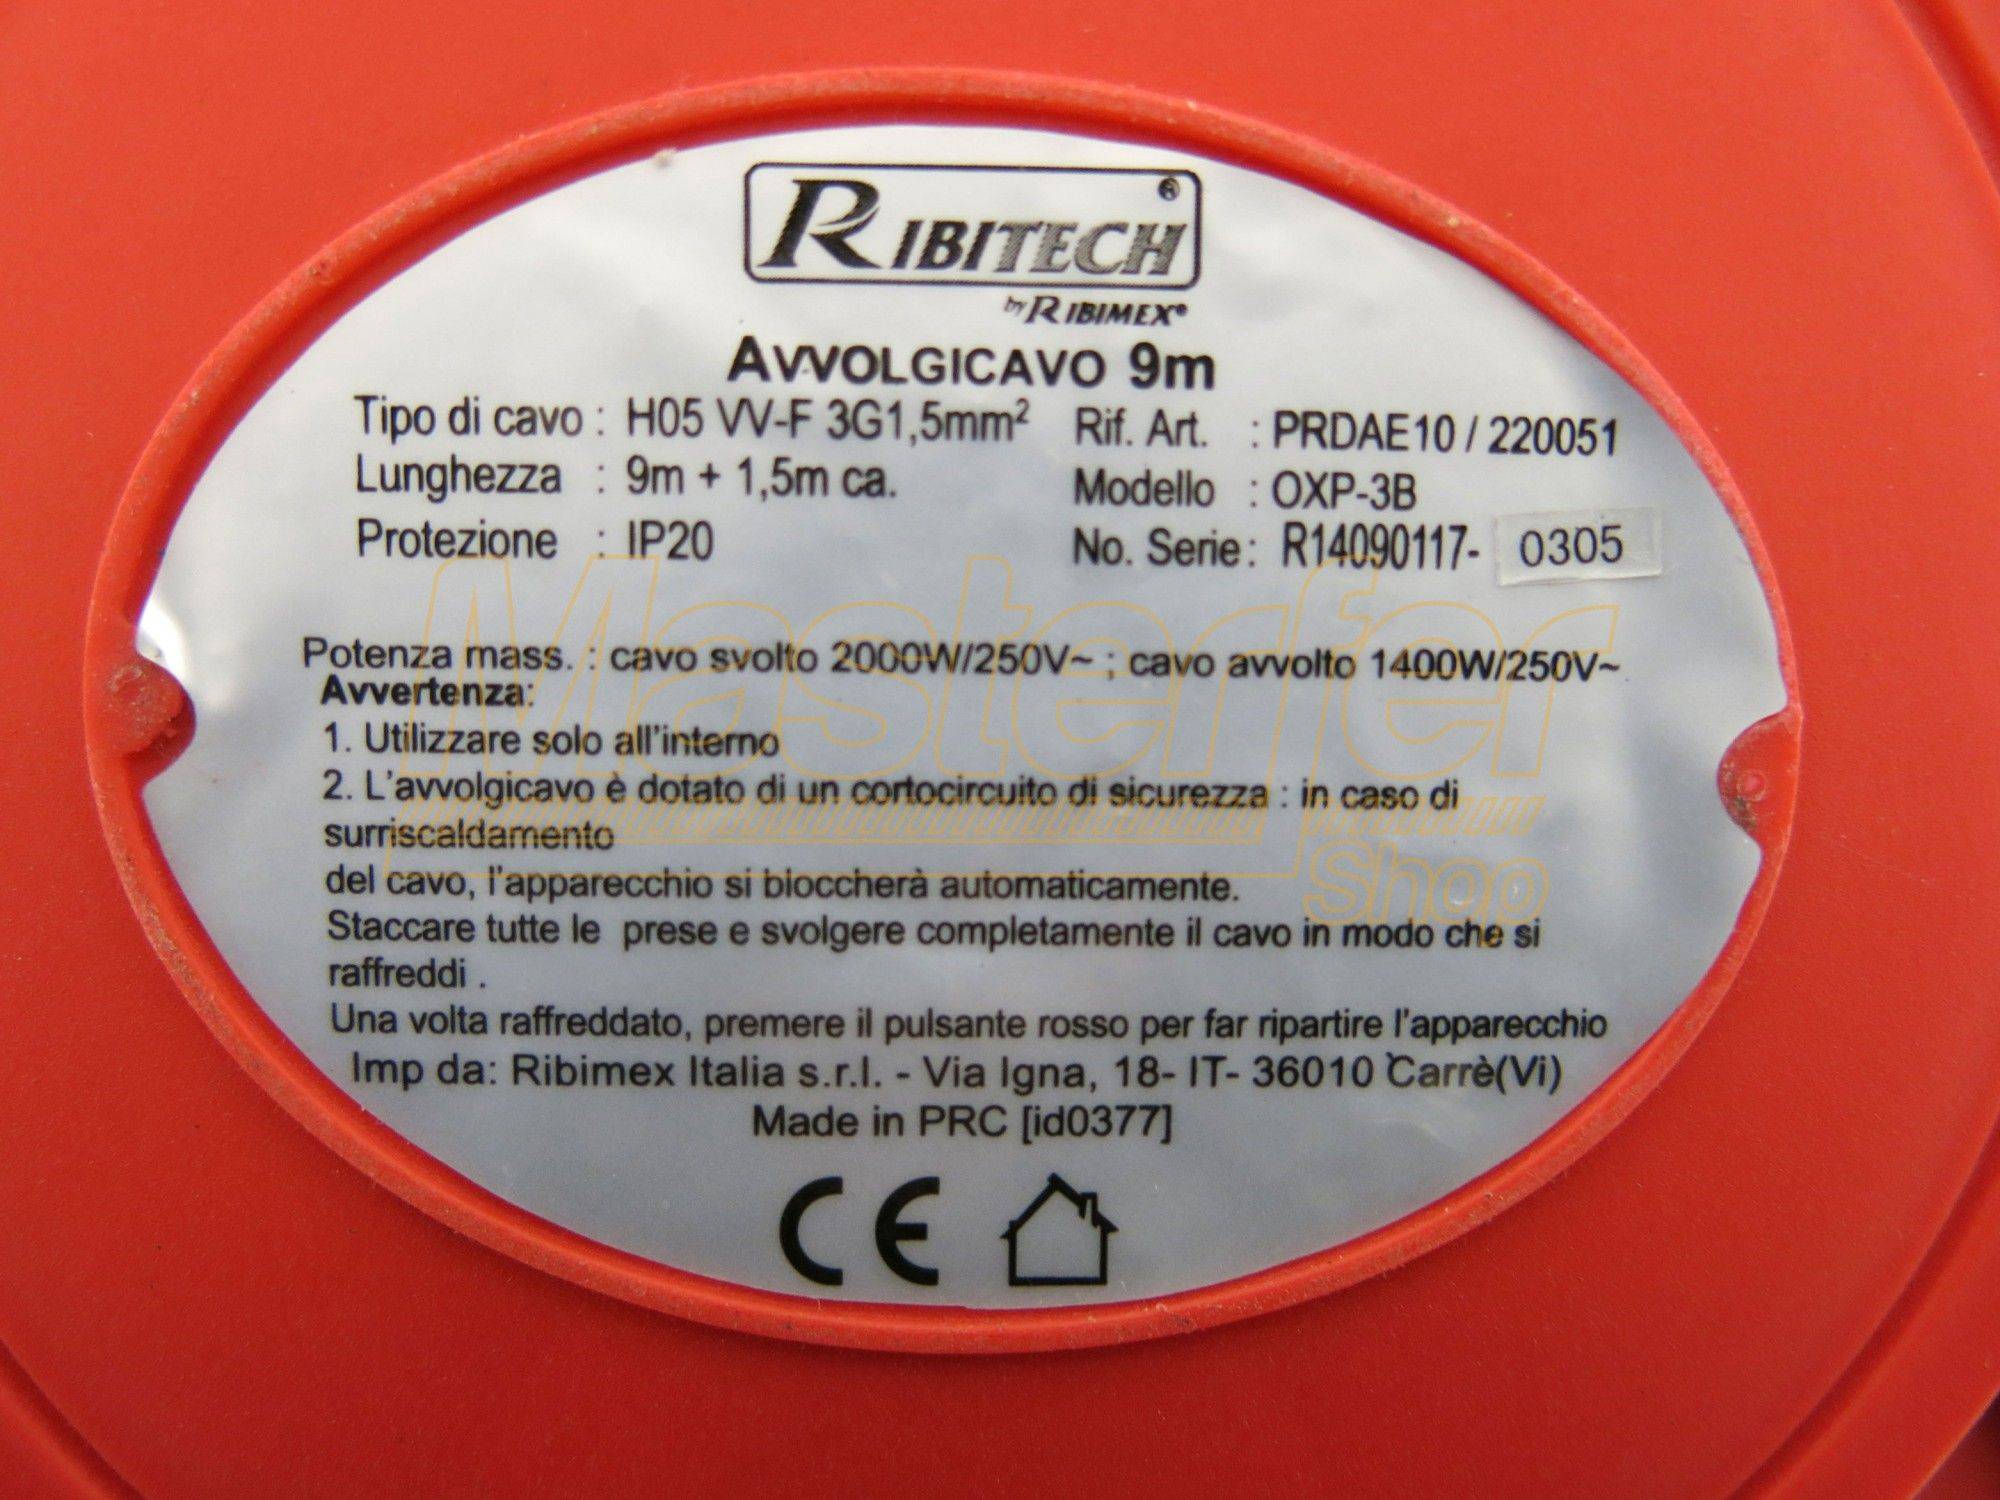 RIBITECH®
by RIBIMEX®
AVVOLGICAVO 9m
Tipo di cavo : H05 VV-F 3G1,5mm² Rif. Art. : PRDAE10 / 220051
Lunghezza : 9m + 1,5m ca. Modello : OXP-3B
Protezione : IP20 No. Serie : R14090117- 0305
Potenza mass. : cavo svolto 2000W/250V~ ; cavo avvolto 1400W/250V~
Avvertenza:
1. Utilizzare solo all'interno
2. L'avvolgicavo è dotato di un cortocircuito di sicurezza : in caso di
surriscaldamento
del cavo, l'apparecchio si bloccherà automaticamente.
Staccare tutte le prese e svolgere completamente il cavo in modo che si
raffreddi .
Una volta raffreddato, premere il pulsante rosso per far ripartire l'apparecchio
Imp da: Ribimex Italia s.r.l. - Via Igna, 18- IT- 36010 Carrè(Vi)
Made in PRC [id0377]
CE
Masterfer
Shop